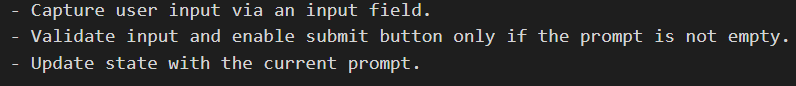 - Capture user input via an input field.
- Validate input and enable submit button only if the prompt is not empty.
- Update state with the current prompt.